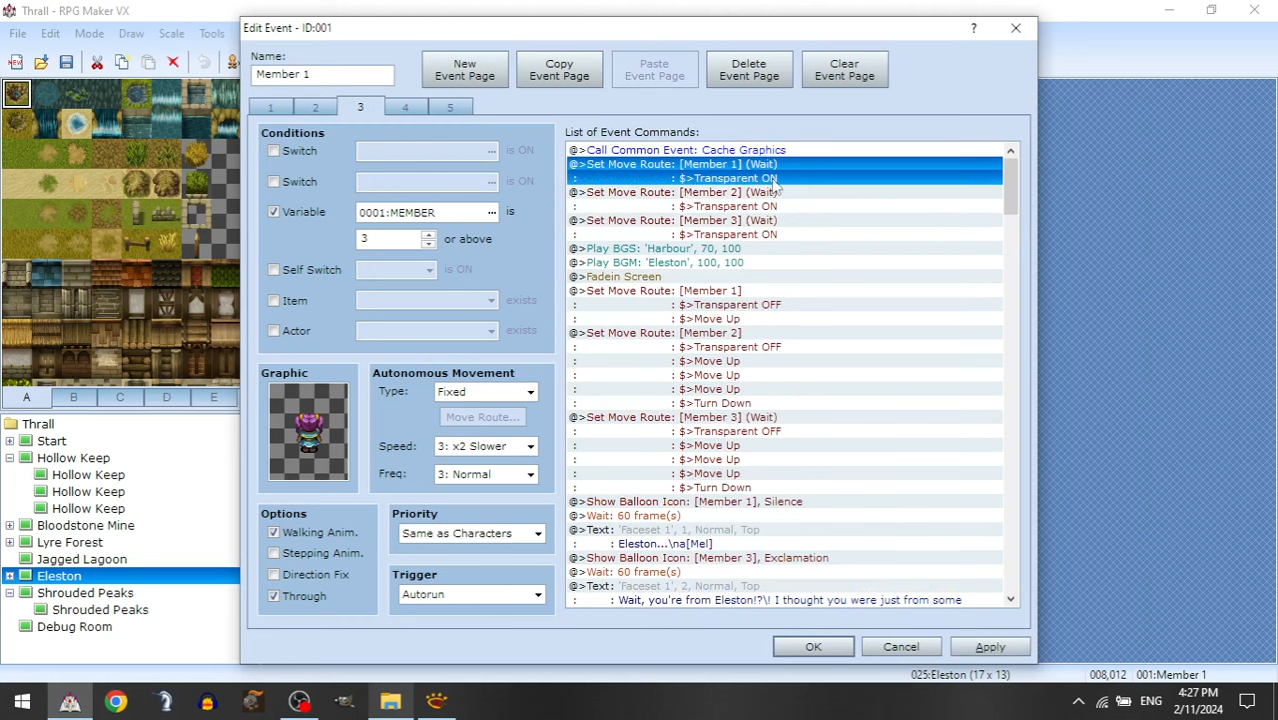 Thrall - RPG Maker VX
File Edit Mode Draw Scale Tools
Edit Event - ID:001
Name:
Member 1
New Event Page
Copy Event Page
Paste Event Page
Delete Event Page
Clear Event Page
1 2 3 4 5
Conditions
Switch ... is ON
Switch ... is ON
Variable 0001:MEMBER ... is
3 or above
Self Switch is ON
Item exists
Actor exists
Graphic
Autonomous Movement
Type: Fixed
Move Route...
Speed: 3: x2 Slower
Freq: 3: Normal
Options
Walking Anim.
Stepping Anim.
Direction Fix
Through
Priority
Same as Characters
Trigger
Autorun
List of Event Commands:
@>Call Common Event: Cache Graphics
@>Set Move Route: [Member 1] (Wait)
: : $>Transparent ON
@>Set Move Route: [Member 2] (Wait)
: : $>Transparent ON
@>Set Move Route: [Member 3] (Wait)
: : $>Transparent ON
@>Play BGS: 'Harbour', 70, 100
@>Play BGM: 'Eleston', 100, 100
@>Fadein Screen
@>Set Move Route: [Member 1]
: : $>Transparent OFF
: : $>Move Up
@>Set Move Route: [Member 2]
: : $>Transparent OFF
: : $>Move Up
: : $>Move Up
: : $>Move Up
: : $>Turn Down
@>Set Move Route: [Member 3] (Wait)
: : $>Transparent OFF
: : $>Move Up
: : $>Move Up
: : $>Move Up
: : $>Turn Down
@>Show Balloon Icon: [Member 1], Silence
@>Wait: 60 frame(s)
@>Text: 'Faceset 1', 1, Normal, Top
: : Eleston...\na[Mel]
@>Show Balloon Icon: [Member 3], Exclamation
@>Wait: 60 frame(s)
@>Text: 'Faceset 1', 2, Normal, Top
: : Wait, you're from Eleston!?\! I thought you were just from some
OK Cancel Apply
A B C D E
Thrall
Start
Hollow Keep
Hollow Keep
Hollow Keep
Hollow Keep
Bloodstone Mine
Lyre Forest
Jagged Lagoon
Eleston
Shrouded Peaks
Shrouded Peaks
Debug Room
025:Eleston (17 x 13) 008,012 001:Member 1
ENG
4:27 PM
2/11/2024